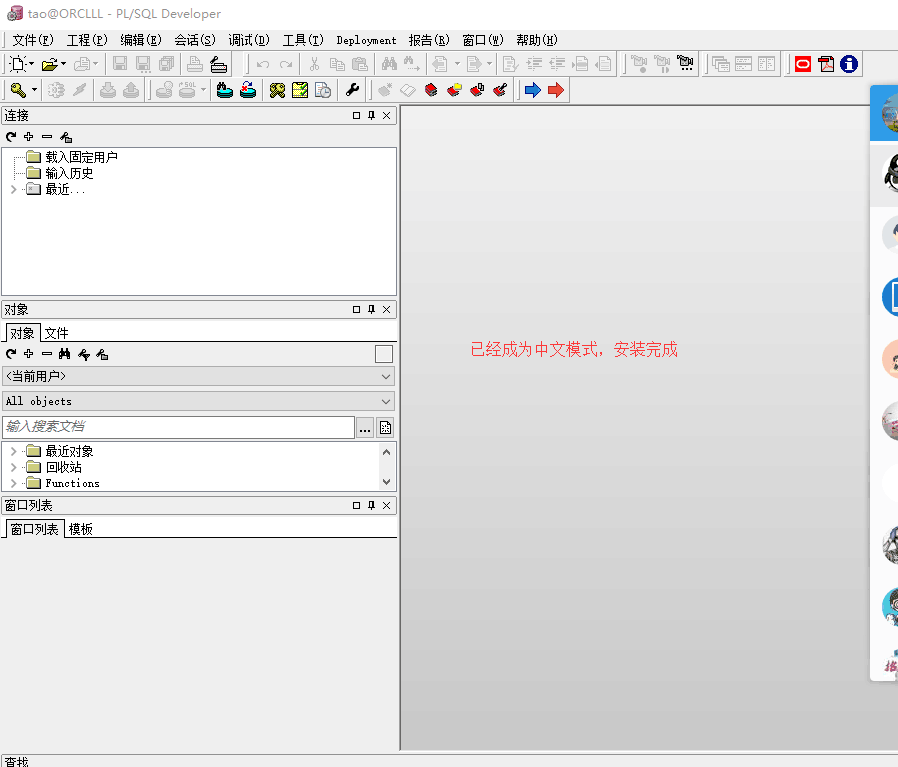 tao@ORCLLL - PL/SQL Developer
文件(F) 工程(P) 编辑(E) 会话(S) 调试(D) 工具(T) Deployment 报告(R) 窗口(W) 帮助(H)
连接
载入固定用户
输入历史
最近...
对象
对象 文件
<当前用户>
All objects
输入搜索文档
...
最近对象
回收站
Functions
窗口列表
窗口列表 模板
已经成为中文模式，安装完成
查找